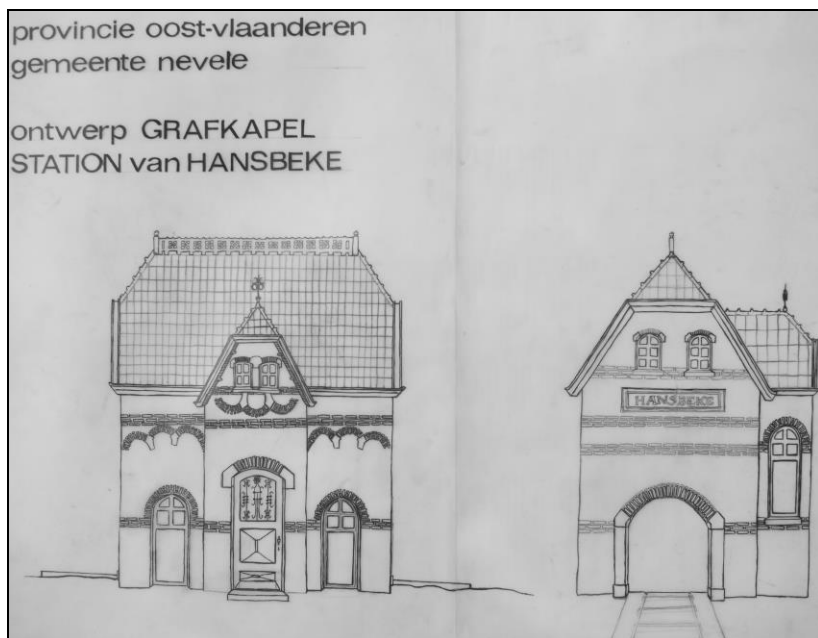 provincie oost-vlaanderen
gemeente nevele
ontwerp GRAFKAPEL
STATION van HANSBEKE
HANSBEKE